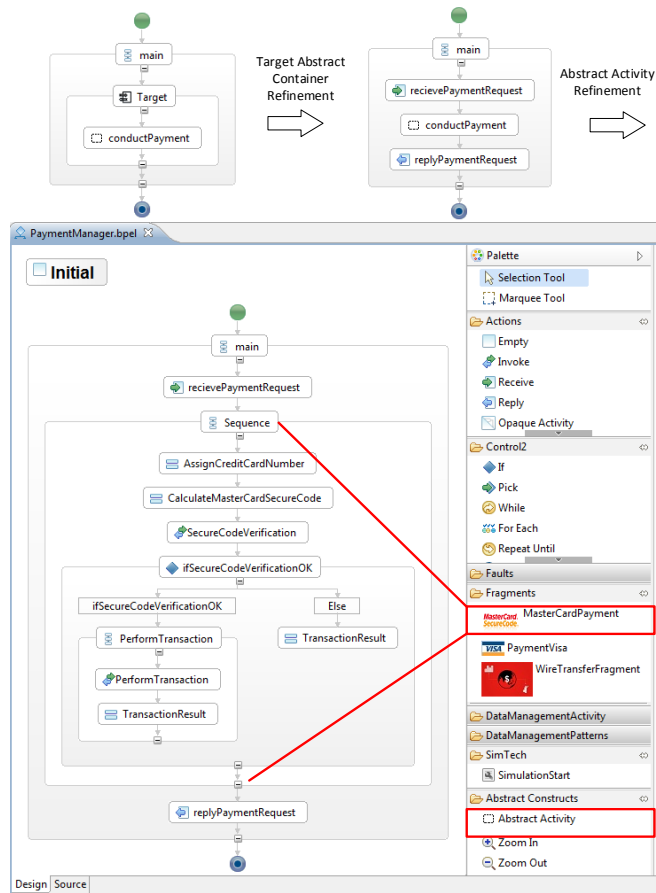 main
Target
conductPayment
Target Abstract
Container
Refinement
main
recievePaymentRequest
conductPayment
replyPaymentRequest
Abstract Activity
Refinement
PaymentManager.bpel
Initial
main
recievePaymentRequest
Sequence
AssignCreditCardNumber
CalculateMasterCardSecureCode
SecureCodeVerification
ifSecureCodeVerificationOK
ifSecureCodeVerificationOK
Else
PerformTransaction
TransactionResult
PerformTransaction
TransactionResult
replyPaymentRequest
Design Source
Palette
Selection Tool
Marquee Tool
Actions
Empty
Invoke
Receive
Reply
Opaque Activity
Control2
If
Pick
While
For Each
Repeat Until
Faults
Fragments
MasterCard. SecureCode. MasterCardPayment
VISA PaymentVisa
$ WireTransferFragment
DataManagementActivity
DataManagementPatterns
SimTech
SimulationStart
Abstract Constructs
Abstract Activity
Zoom In
Zoom Out